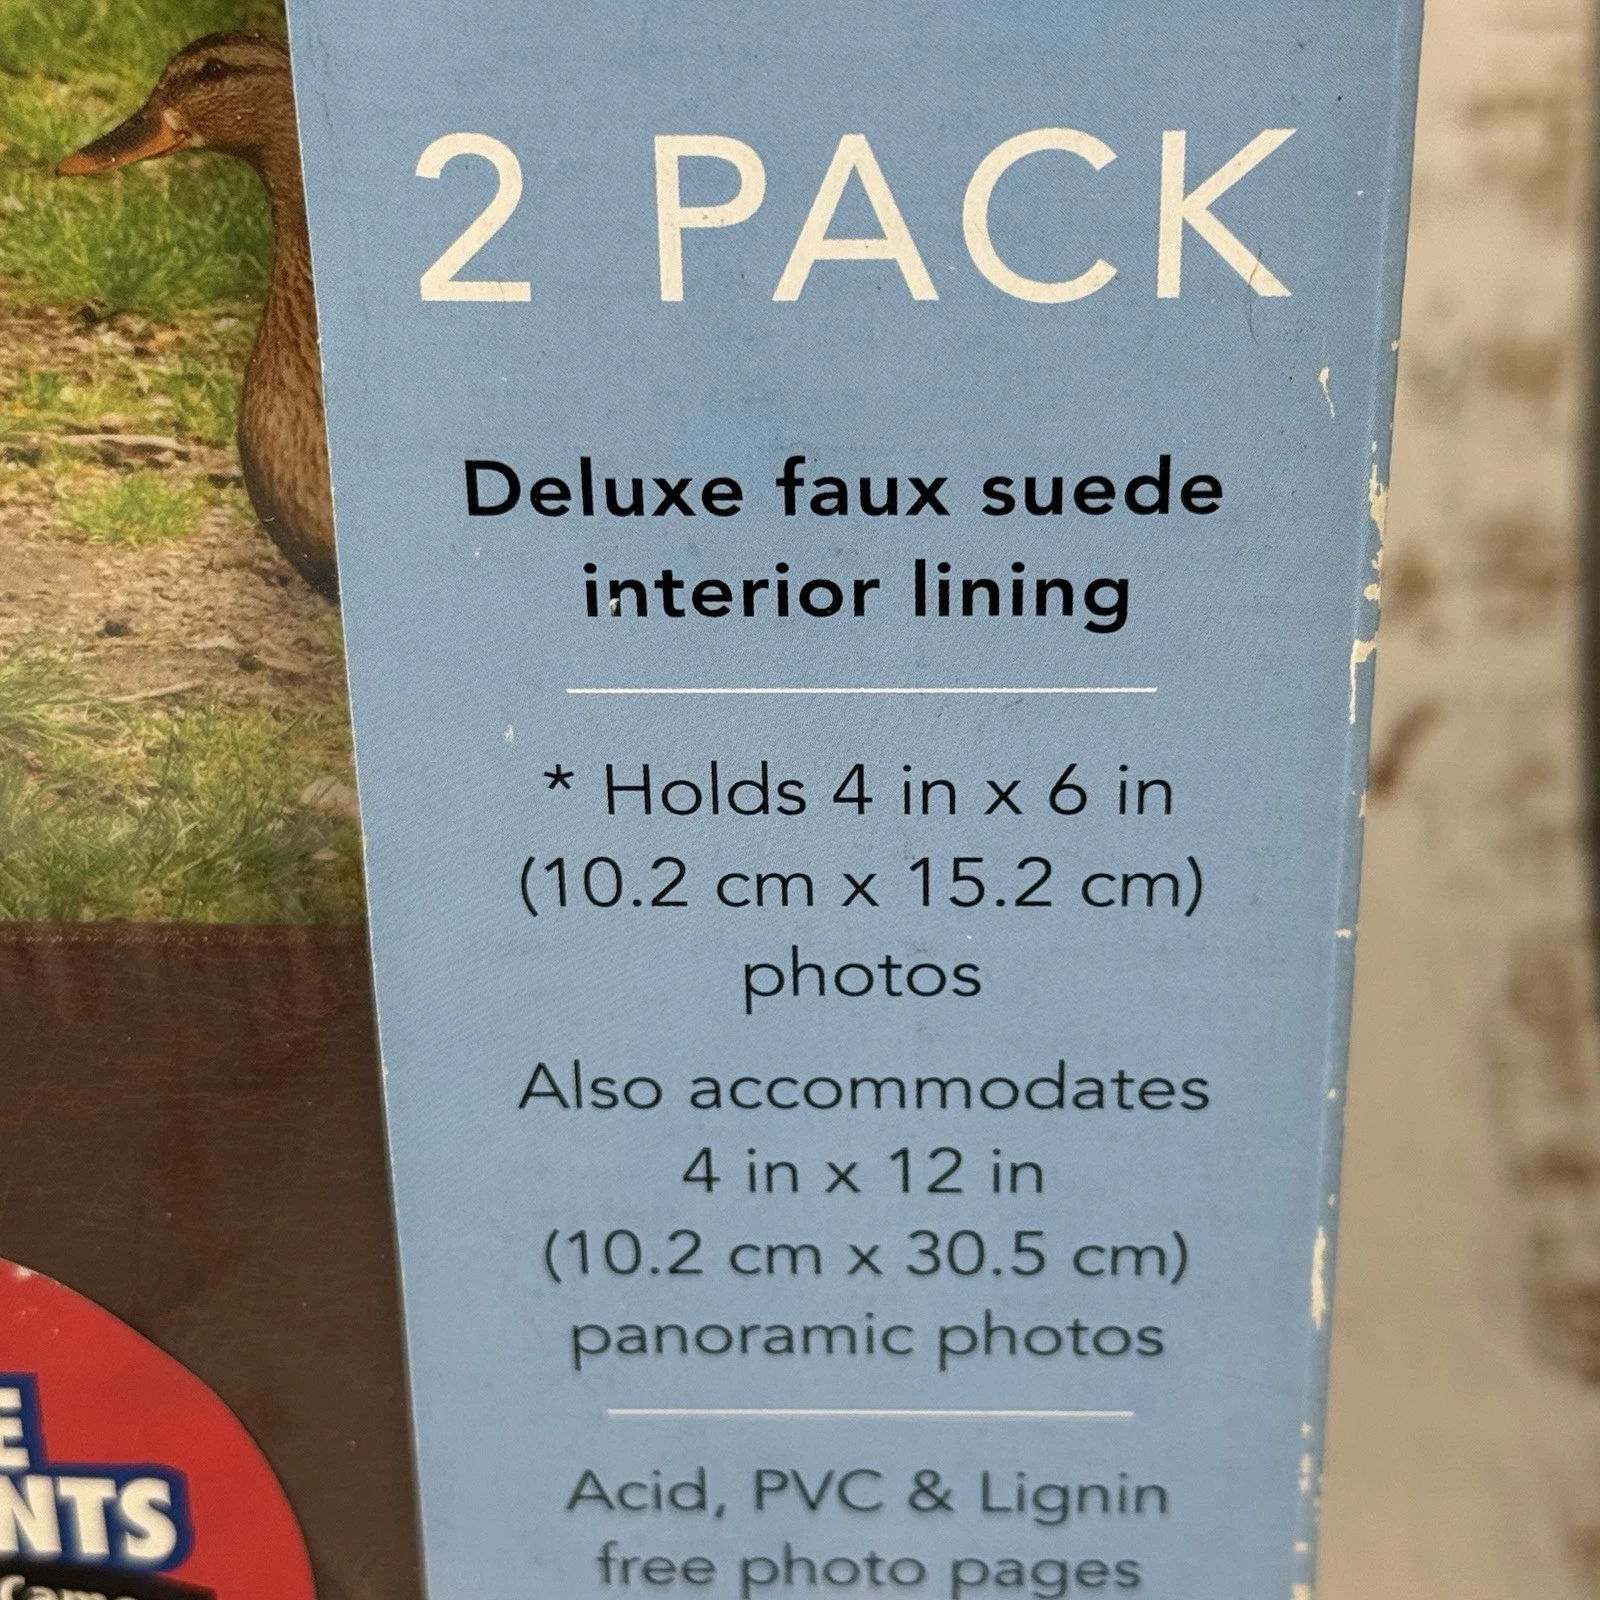 2 PACK
Deluxe faux suede
interior lining
* Holds 4 in x 6 in
(10.2 cm x 15.2 cm)
photos
Also accommodates
4 in x 12 in
(10.2 cm x 30.5 cm)
panoramic photos
Acid, PVC & Lignin
free photo pages
E
NTS